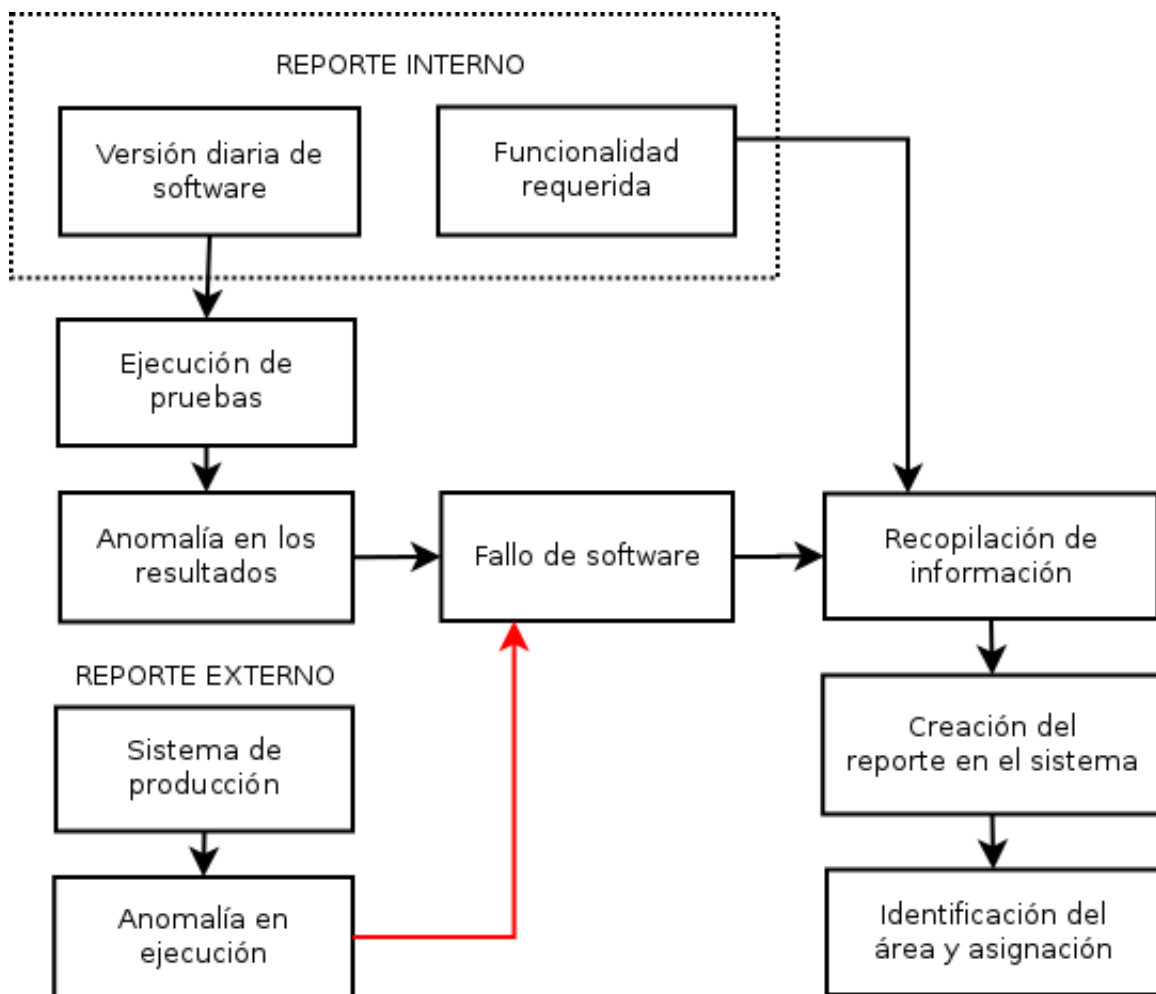 REPORTE INTERNO
Versión diaria de
software
Funcionalidad
requerida
Ejecución de
pruebas
Anomalía en los
resultados
Fallo de software
Recopilación de
información
REPORTE EXTERNO
Sistema de
producción
Creación del
reporte en el sistema
Anomalía en
ejecución
Identificación del
área y asignación